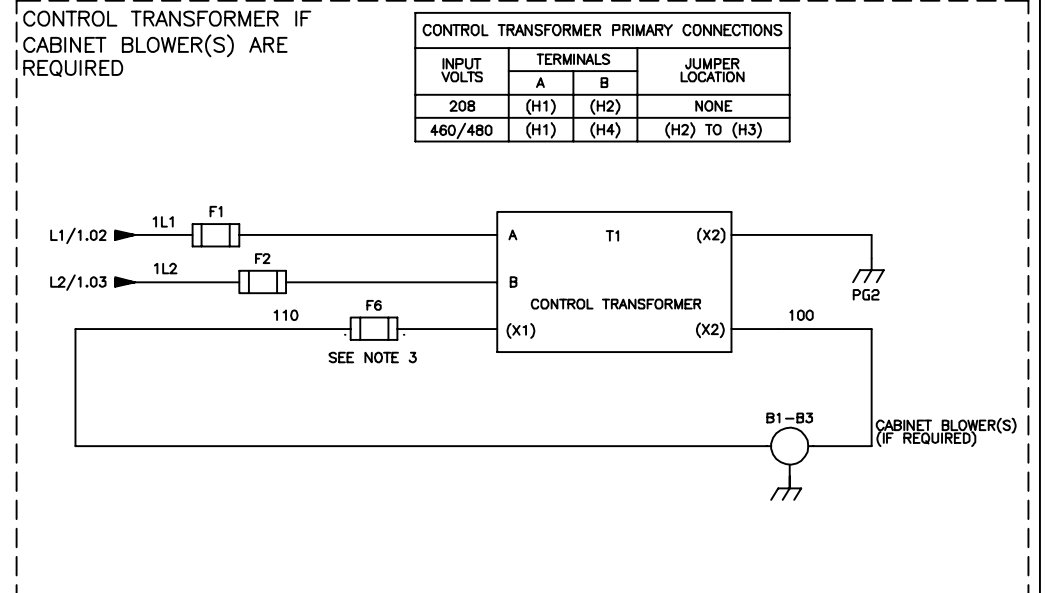 CONTROL TRANSFORMER IF
CABINET BLOWER(S) ARE
REQUIRED
CONTROL TRANSFORMER PRIMARY CONNECTIONS
INPUT VOLTS TERMINALS JUMPER LOCATION
A B
208 (H1) (H2) NONE
460/480 (H1) (H4) (H2) TO (H3)
L1/1.02 1L1 F1 A T1 (X2)
L2/1.03 1L2 F2 B
PG2
CONTROL TRANSFORMER
110 F6 (X1) (X2) 100
SEE NOTE 3
B1-B3
CABINET BLOWER(S)
(IF REQUIRED)